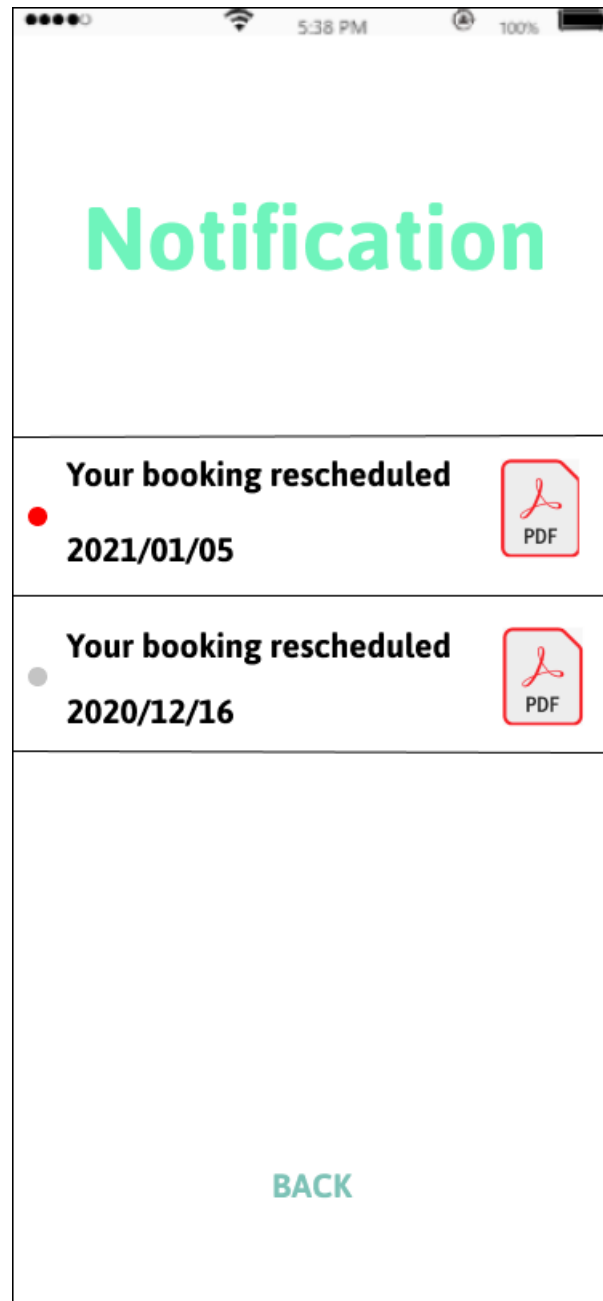 5:38 PM
100%
Notification
Your booking rescheduled
2021/01/05
PDF
Your booking rescheduled
2020/12/16
PDF
BACK